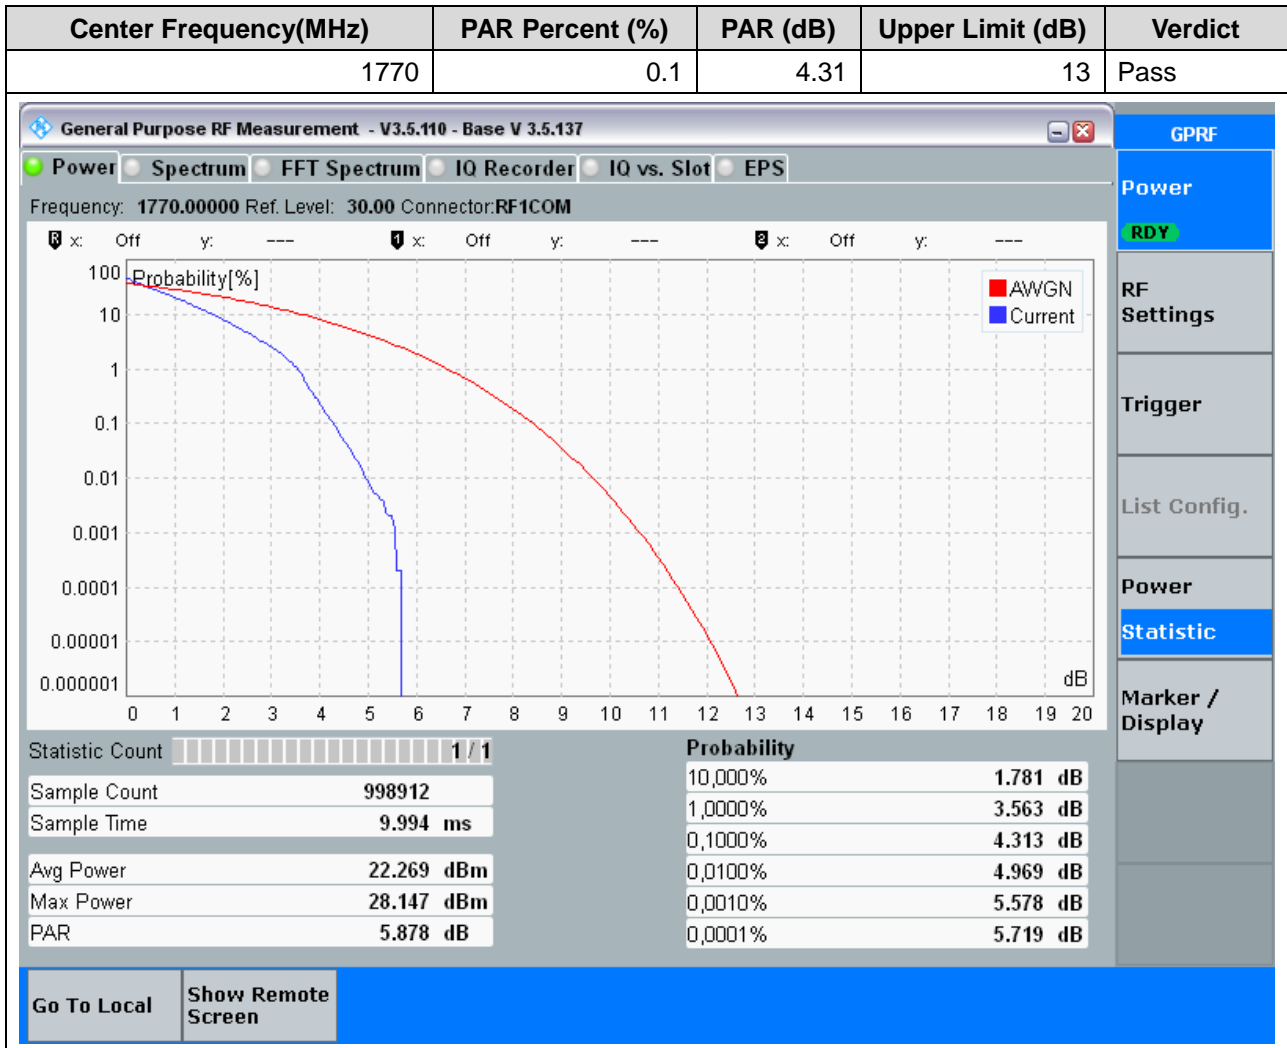 Center Frequency(MHz) PAR Percent (%) PAR (dB) Upper Limit (dB) Verdict
1770 0.1 4.31 13 Pass
General Purpose RF Measurement - V3.5.110 - Base V 3.5.137
GPRF
Power Spectrum FFT Spectrum IQ Recorder IQ vs. Slot EPS
Frequency: 1770.00000 Ref. Level: 30.00 Connector:RF1COM
R x: Off y: --- 1 x: Off y: --- 2 x: Off y: ---
Probability[%]
AWGN
Current
100
10
1
0.1
0.01
0.001
0.0001
0.00001
0.000001
dB
0 1 2 3 4 5 6 7 8 9 10 11 12 13 14 15 16 17 18 19 20
Statistic Count 1 / 1
Sample Count 998912
Sample Time 9.994 ms
Avg Power 22.269 dBm
Max Power 28.147 dBm
PAR 5.878 dB
Probability
10,000% 1.781 dB
1,0000% 3.563 dB
0,1000% 4.313 dB
0,0100% 4.969 dB
0,0010% 5.578 dB
0,0001% 5.719 dB
Power
RDY
RF
Settings
Trigger
List Config.
Power
Statistic
Marker /
Display
Go To Local
Show Remote
Screen